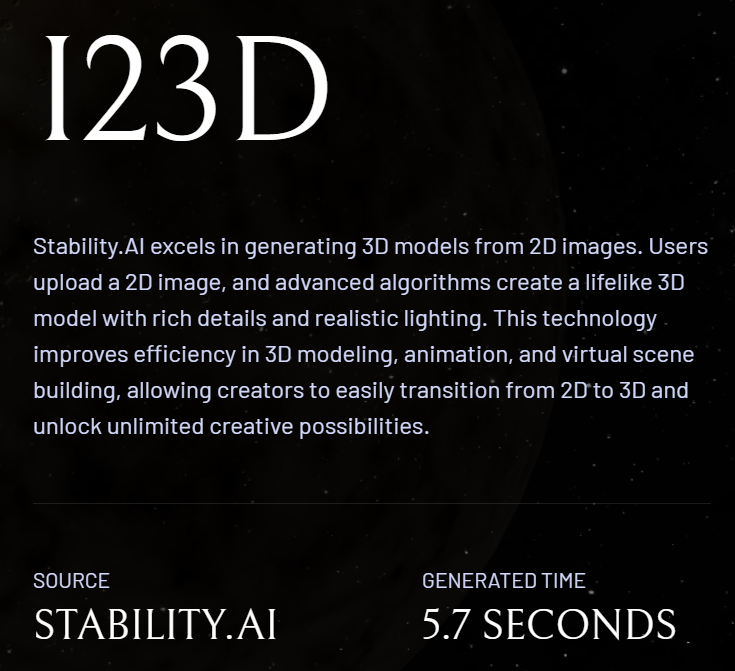 I23D
Stability.AI excels in generating 3D models from 2D images. Users
upload a 2D image, and advanced algorithms create a lifelike 3D
model with rich details and realistic lighting. This technology
improves efficiency in 3D modeling, animation, and virtual scene
building, allowing creators to easily transition from 2D to 3D and
unlock unlimited creative possibilities.
SOURCE
GENERATED TIME
STABILITY.AI
5.7 SECONDS